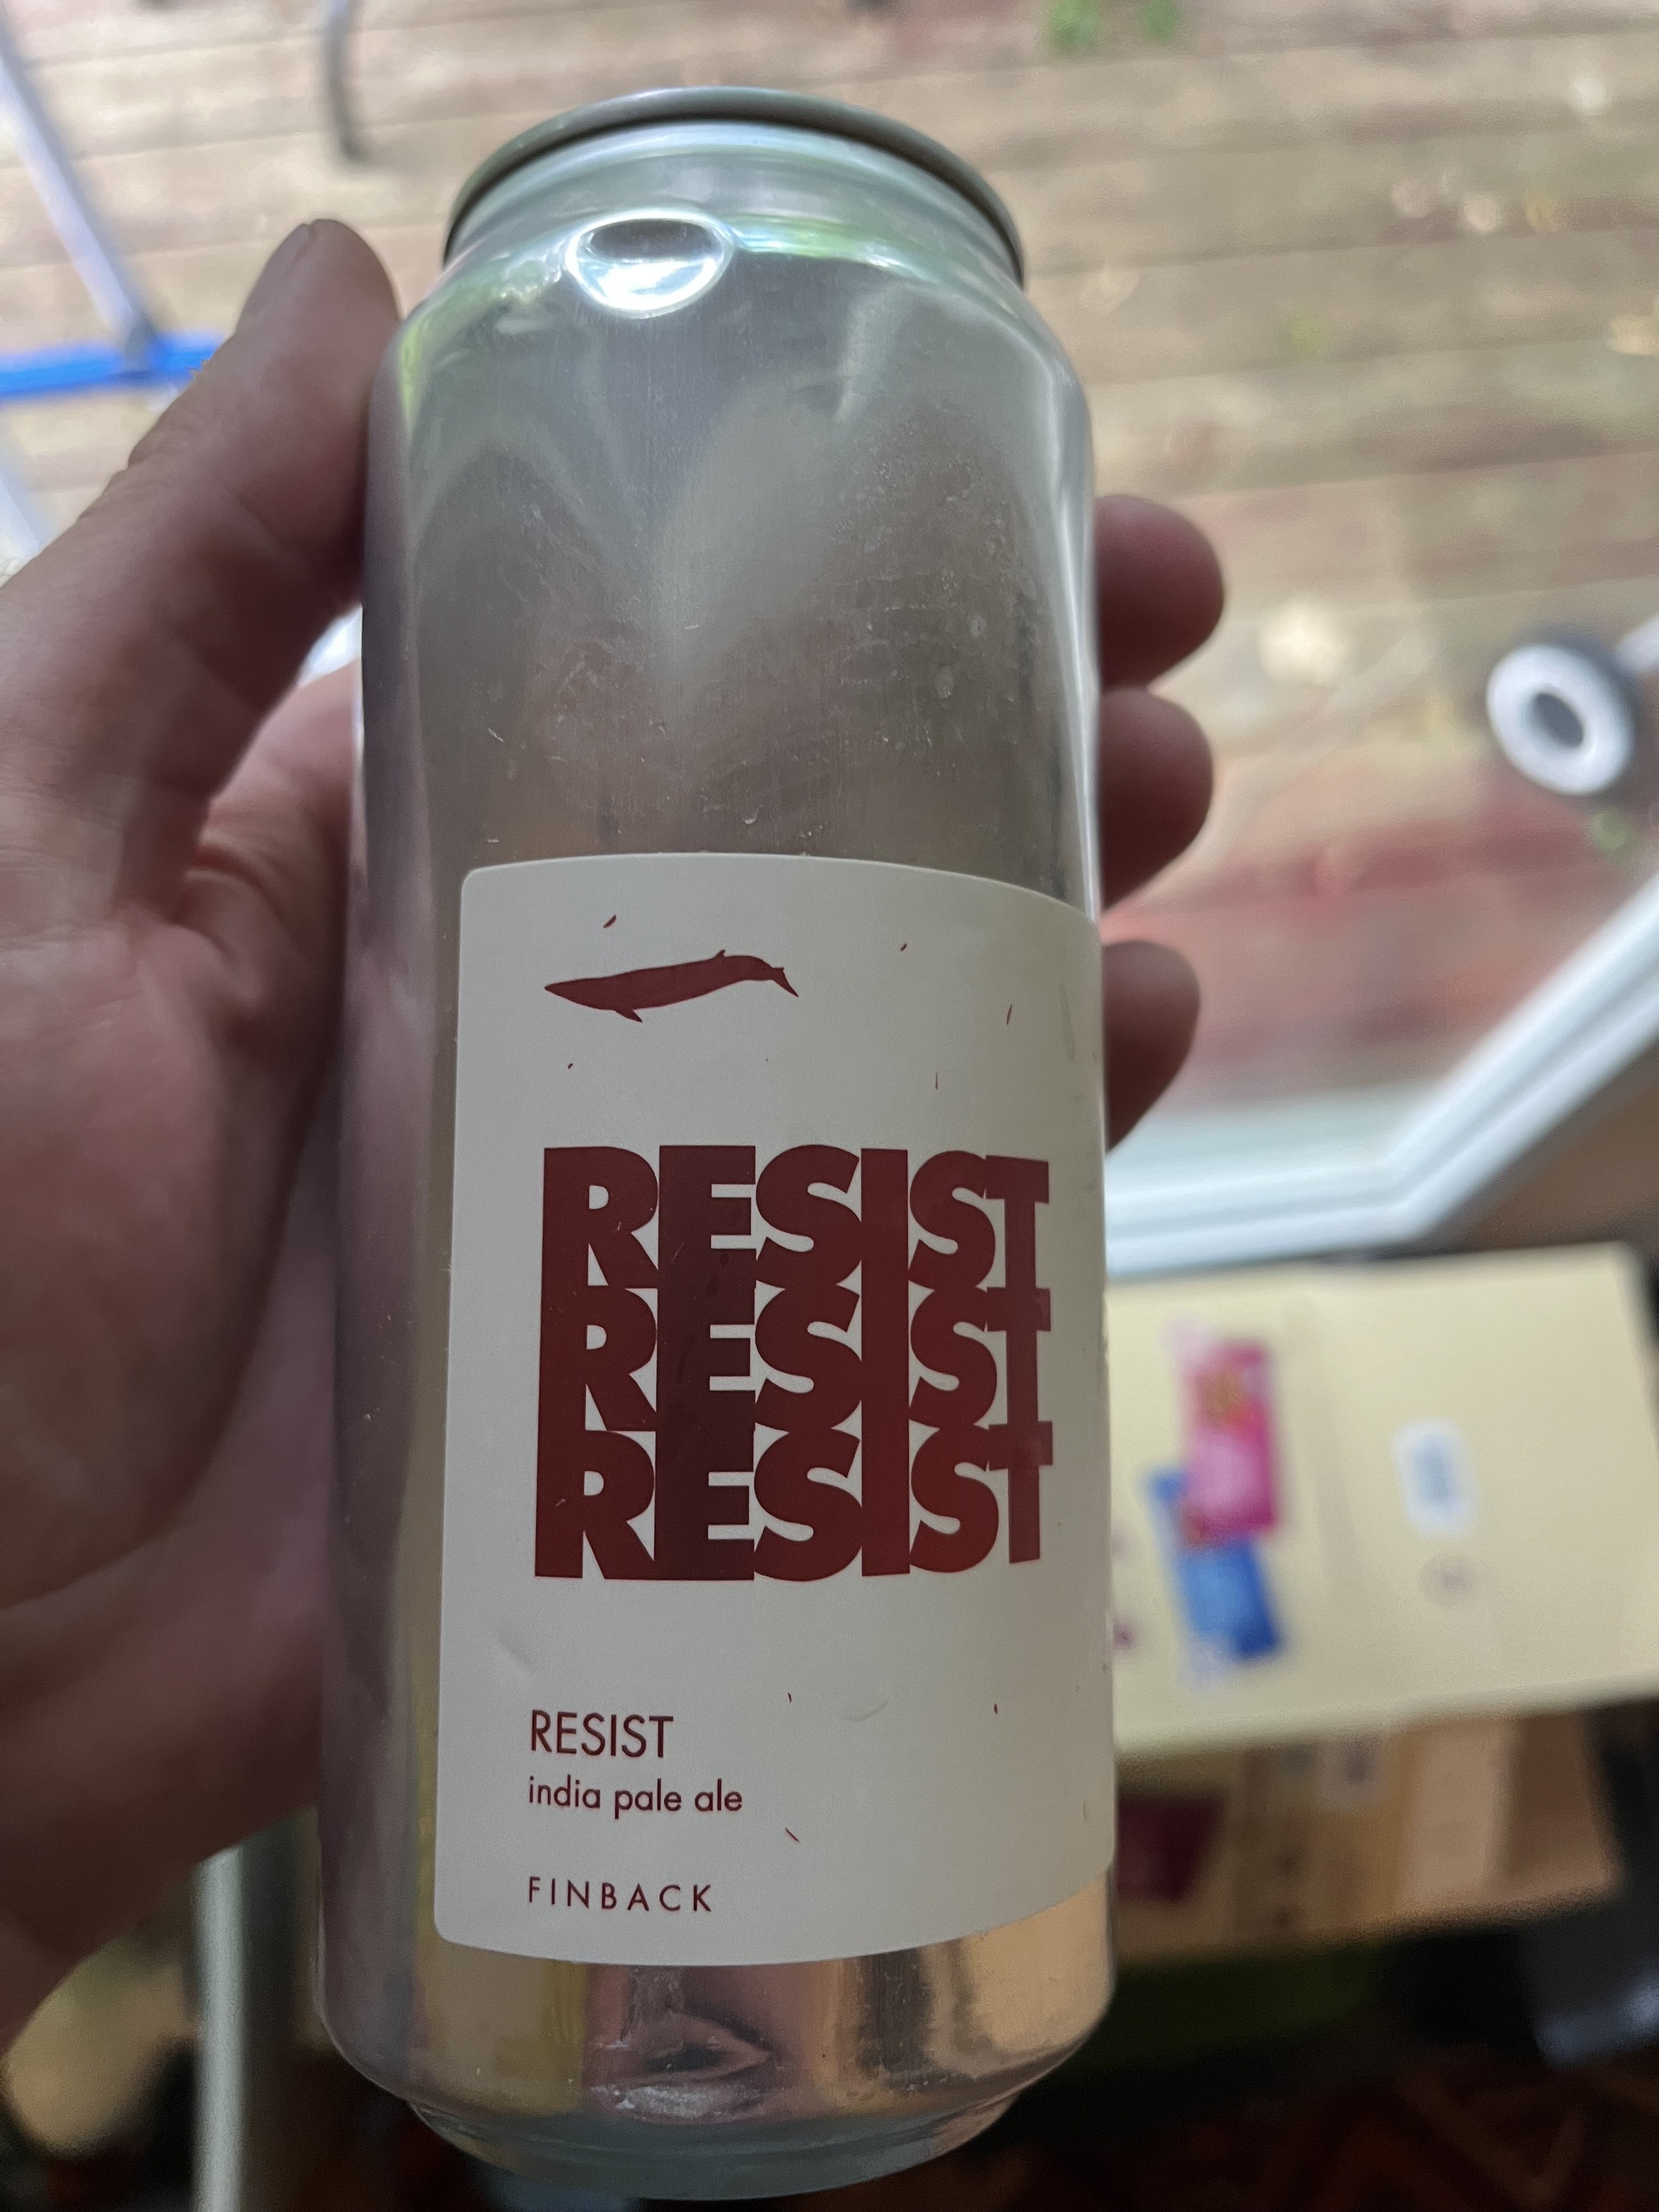 RESIST
RESIST
RESIST
RESIST
india pale ale
FINBACK